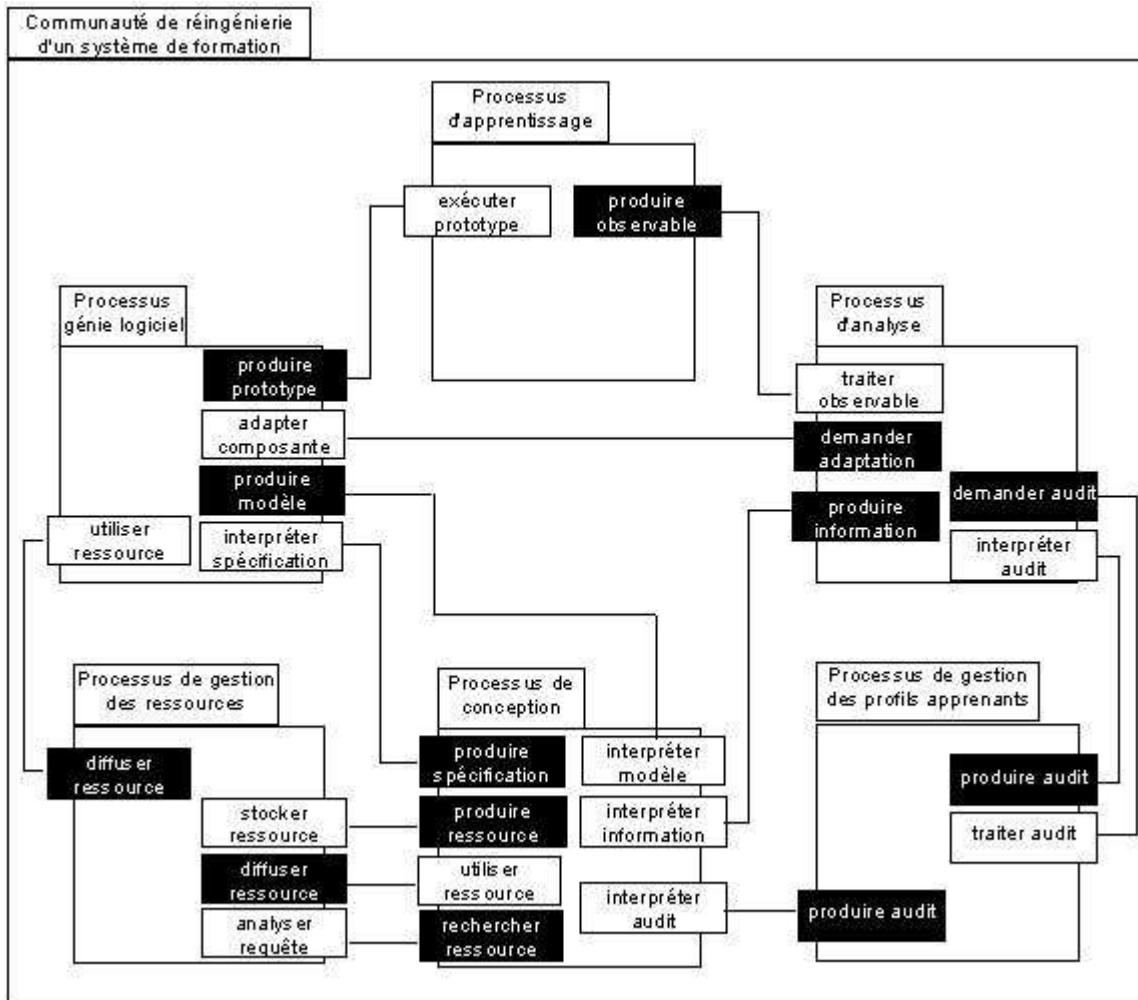 Communauté de réingénierie
d'un système de formation
Processus
d'apprentissage
exécuter
prototype
produire
observable
Processus
génie logiciel
produire
prototype
adapter
composante
produire
modèle
utiliser
ressource
interpréter
spécification
Processus
d'analyse
traiter
observable
demander
adaptation
produire
information
demander audit
interpréter
audit
Processus de gestion
des ressources
diffuser
ressource
stocker
ressource
diffuser
ressource
analyser
requête
Processus de
conception
produire
spécification
interpréter
modèle
produire
ressource
interpréter
information
utiliser
ressource
interpréter
audit
rechercher
ressource
Processus de gestion
des profils apprenants
produire audit
traiter audit
produire audit